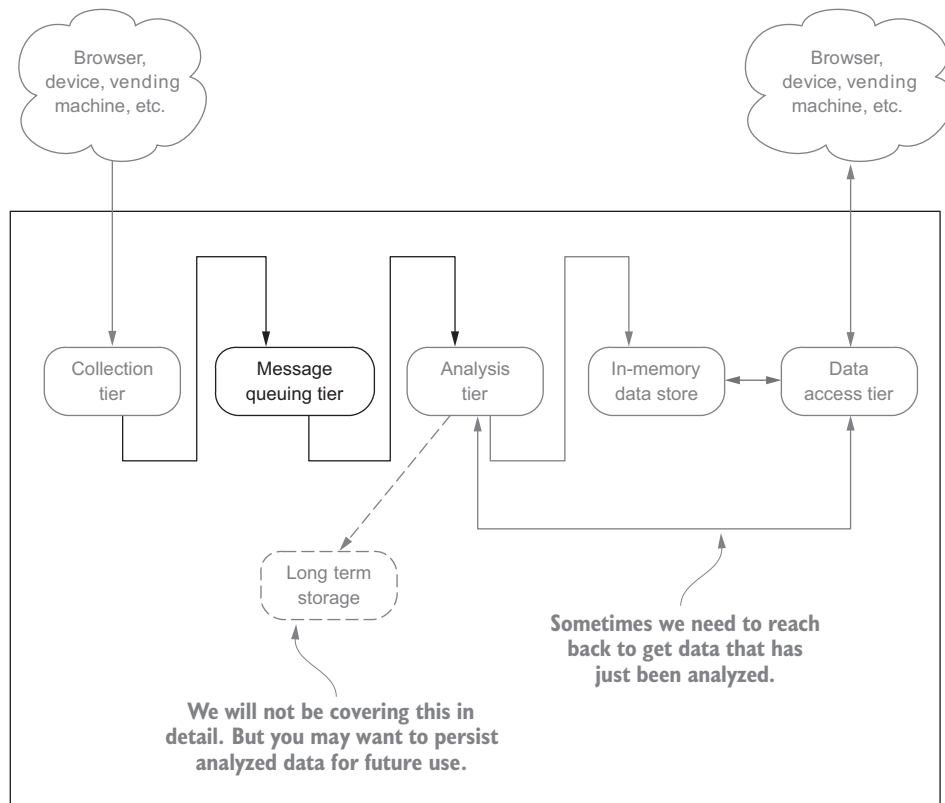 Browser,
device, vending
machine, etc.
Browser,
device, vending
machine, etc.
Collection
tier
Message
queuing tier
Analysis
tier
In-memory
data store
Data
access tier
Long term
storage
Sometimes we need to reach
back to get data that has
just been analyzed.
We will not be covering this in
detail. But you may want to persist
analyzed data for future use.